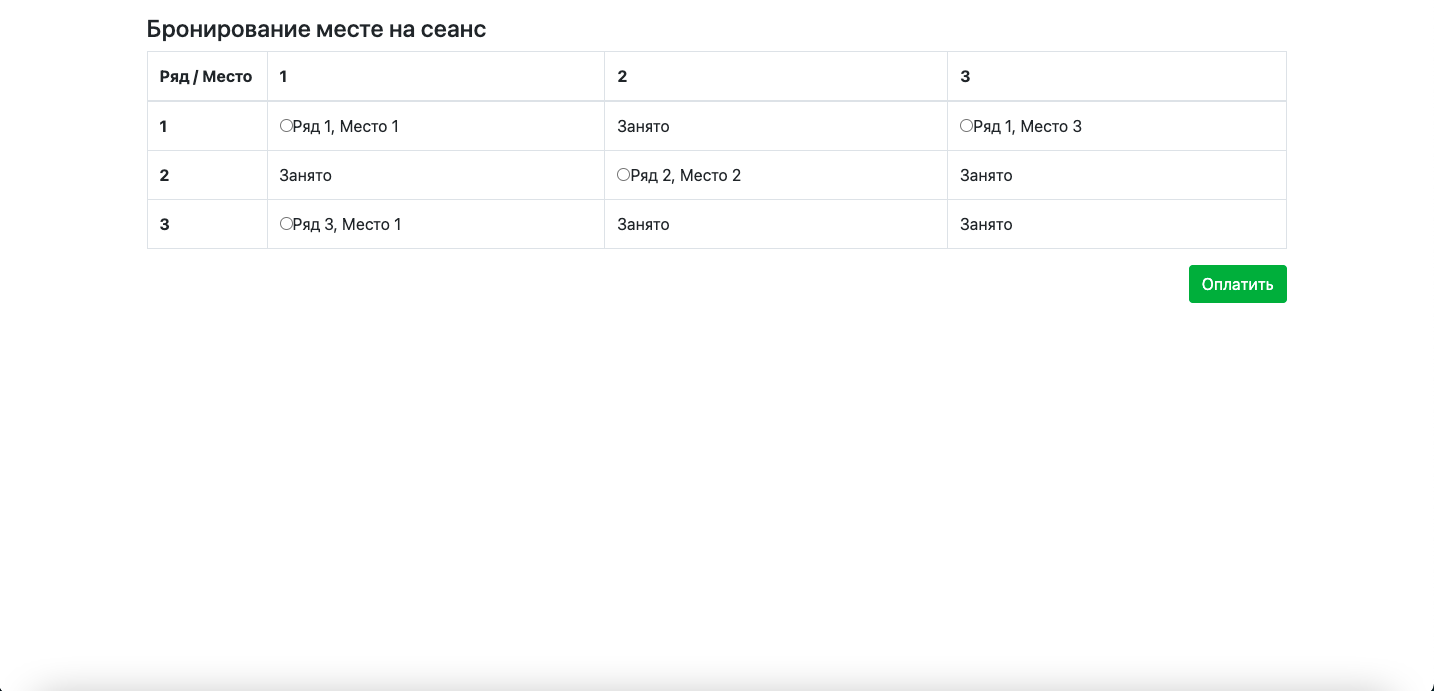 Бронирование месте на сеанс
Ряд / Место 1 2 3
1 Ряд 1, Место 1 Занято Ряд 1, Место 3
2 Занято Ряд 2, Место 2 Занято
3 Ряд 3, Место 1 Занято Занято
Оплатить